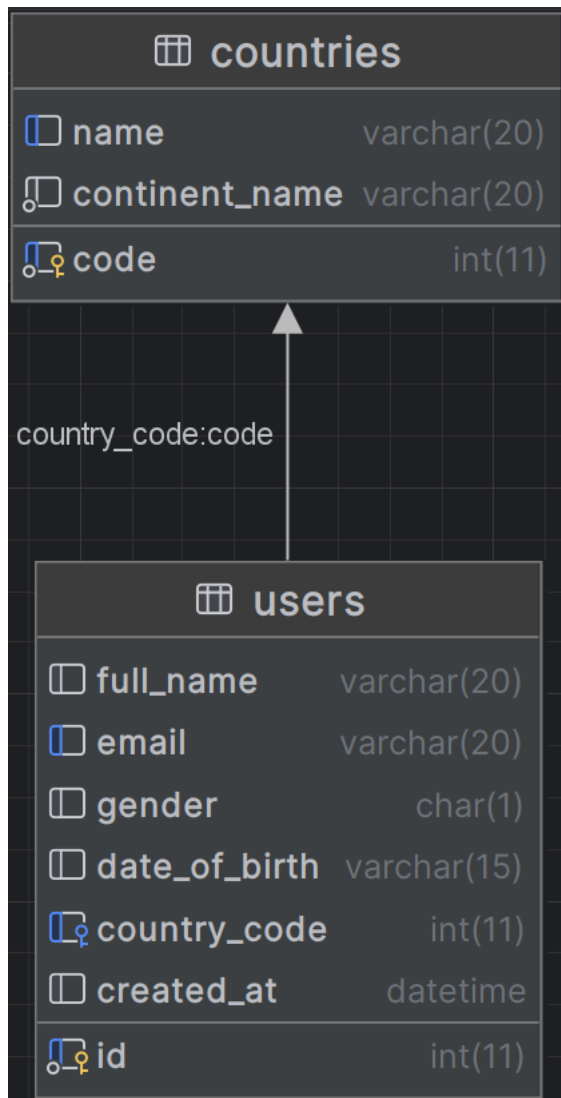 countries
name varchar(20)
continent_name varchar(20)
code int(11)
country_code:code
users
full_name varchar(20)
email varchar(20)
gender char(1)
date_of_birth varchar(15)
country_code int(11)
created_at datetime
id int(11)